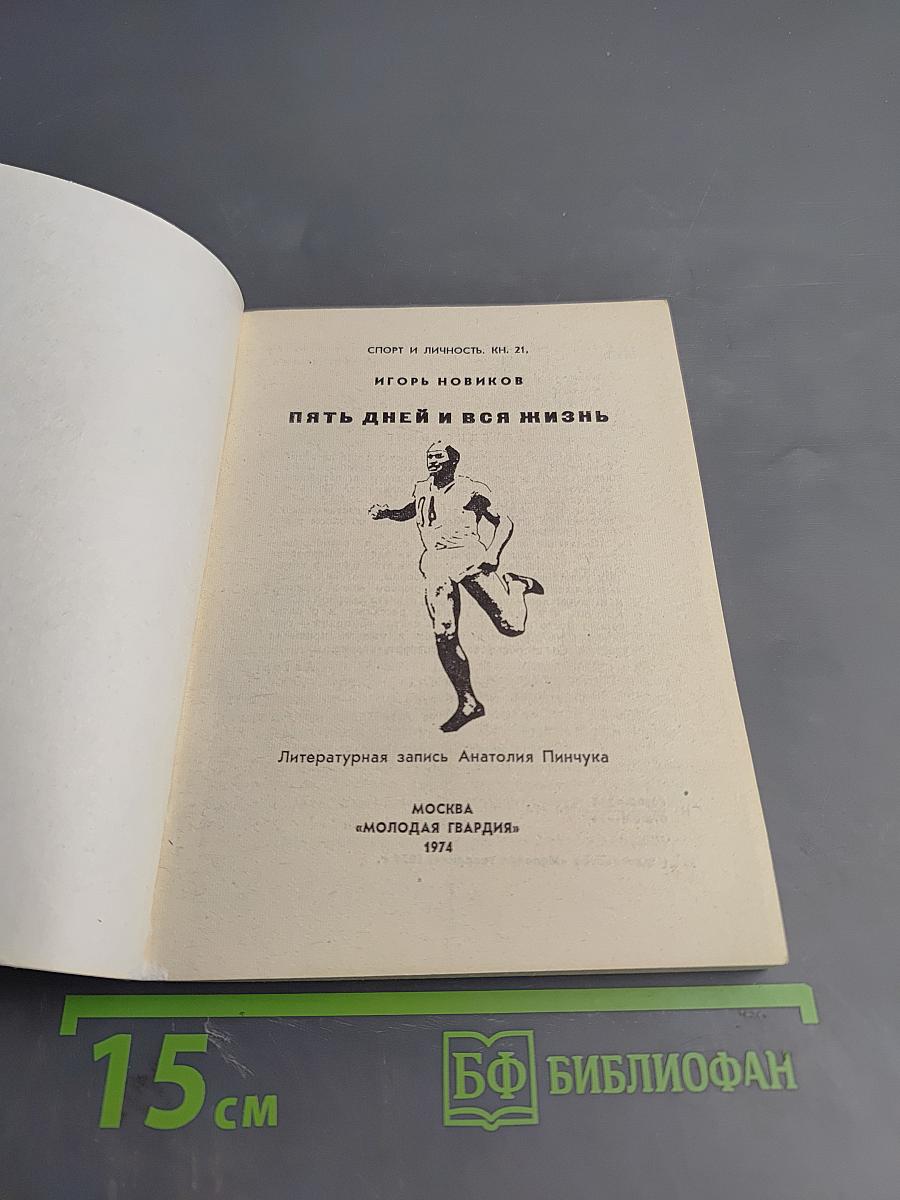 СПОРТ И ЛИЧНОСТЬ. КН. 21.
ИГОРЬ НОВИКОВ
ПЯТЬ ДНЕЙ И ВСЯ ЖИЗНЬ
Литературная запись Анатолия Пинчука
МОСКВА
«МОЛОДАЯ ГВАРДИЯ»
1974
15 см
БФ БИБЛИОФАН